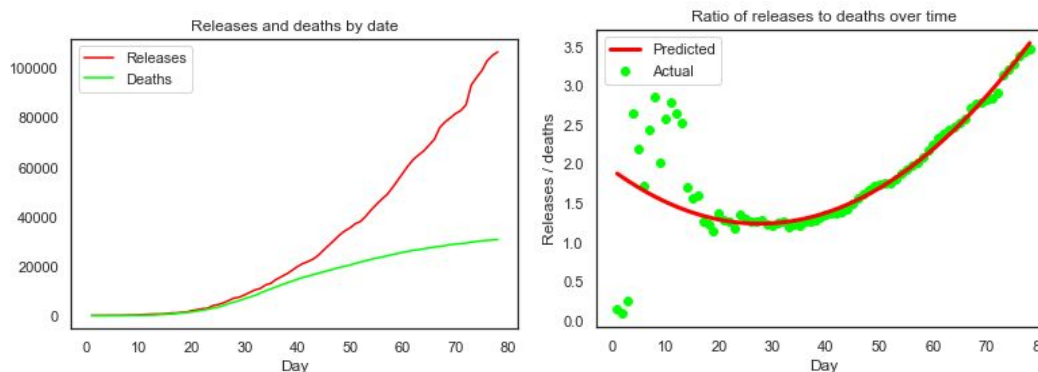 Releases and deaths by date
Releases
Deaths
100000
80000
60000
40000
20000
0
0 10 20 30 40 50 60 70 80
Day
Ratio of releases to deaths over time
Predicted
Actual
Releases / deaths
3.5
3.0
2.5
2.0
1.5
1.0
0.5
0.0
0 10 20 30 40 50 60 70
Day